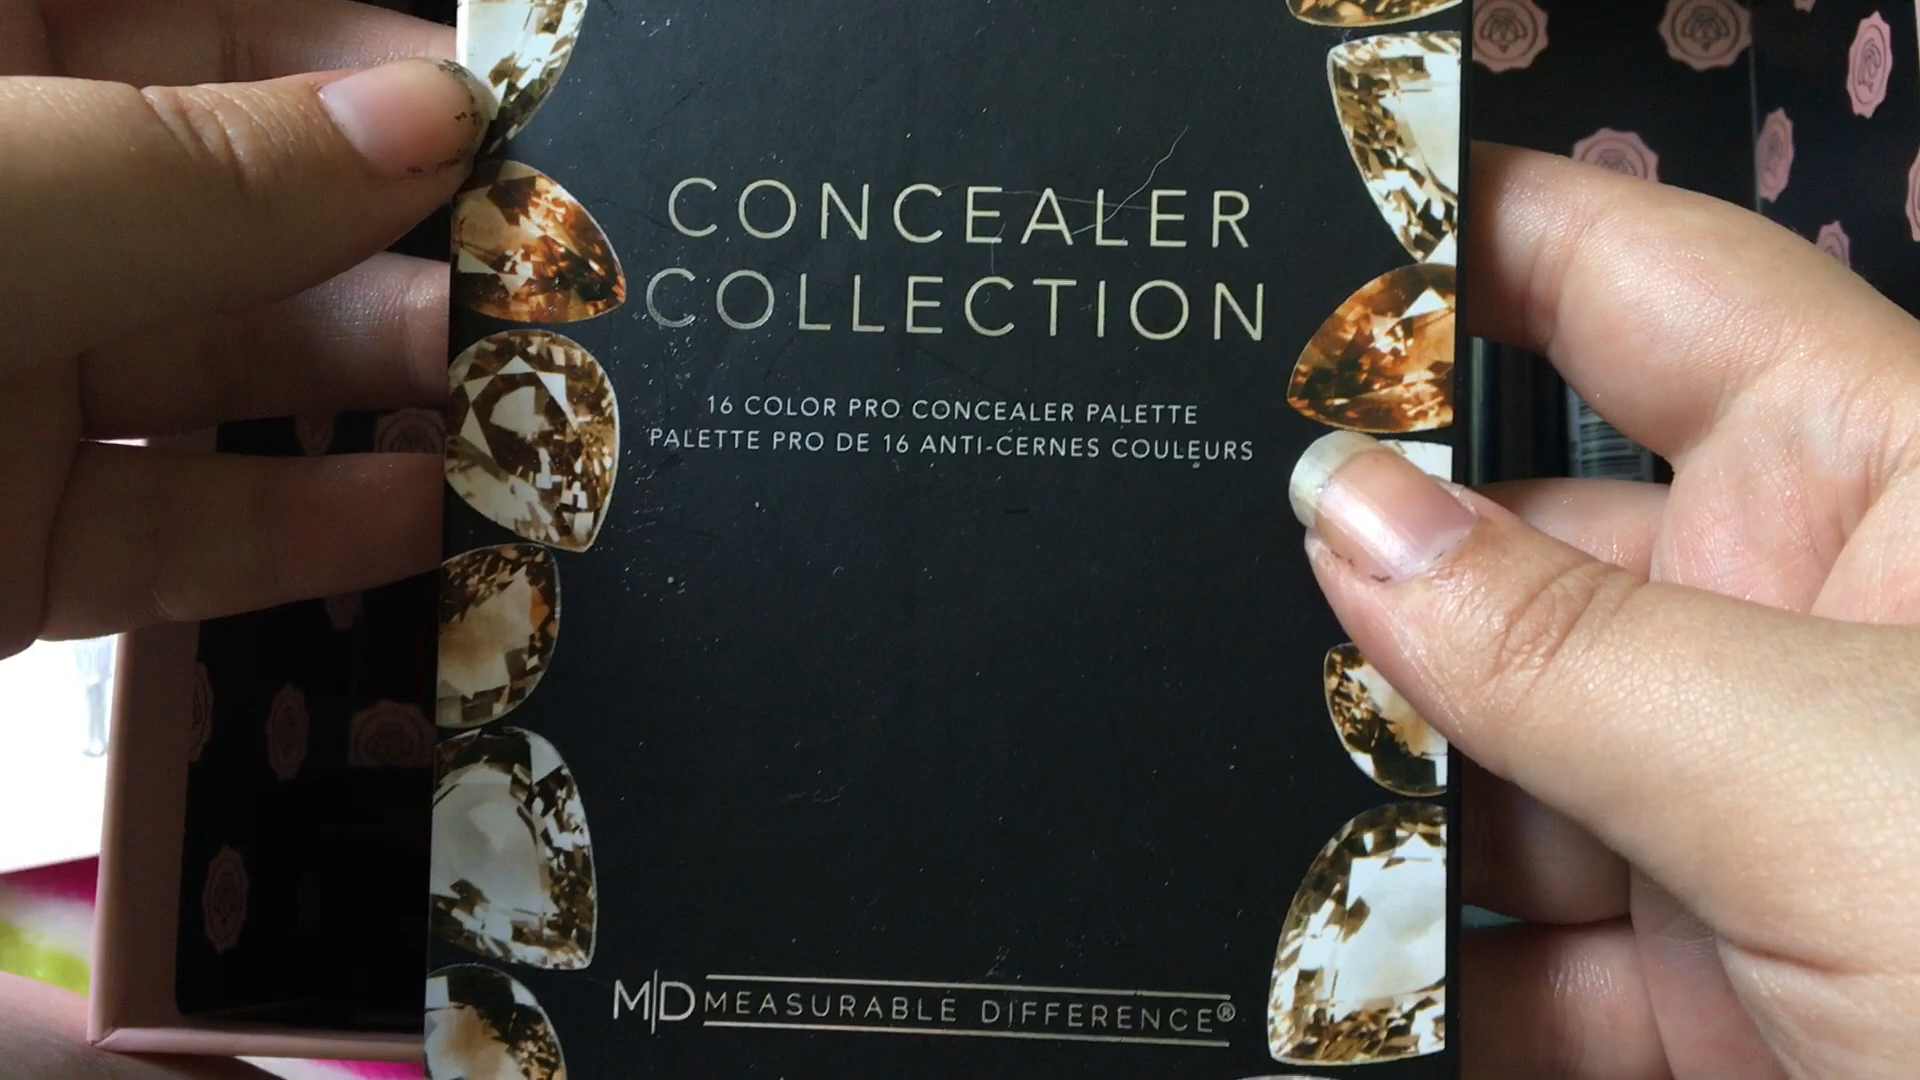 CONCEALER
COLLECTION
16 COLOR PRO CONCEALER PALETTE
PALETTE PRO DE 16 ANTI-CERNES COULEURS
M|D MEASURABLE DIFFERENCE®